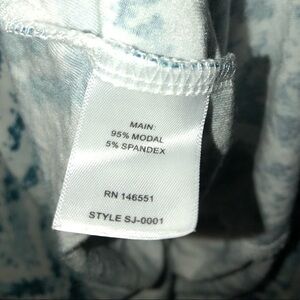 MAIN:
95% MODAL
5% SPANDEX
RN 146551
STYLE SJ-0001